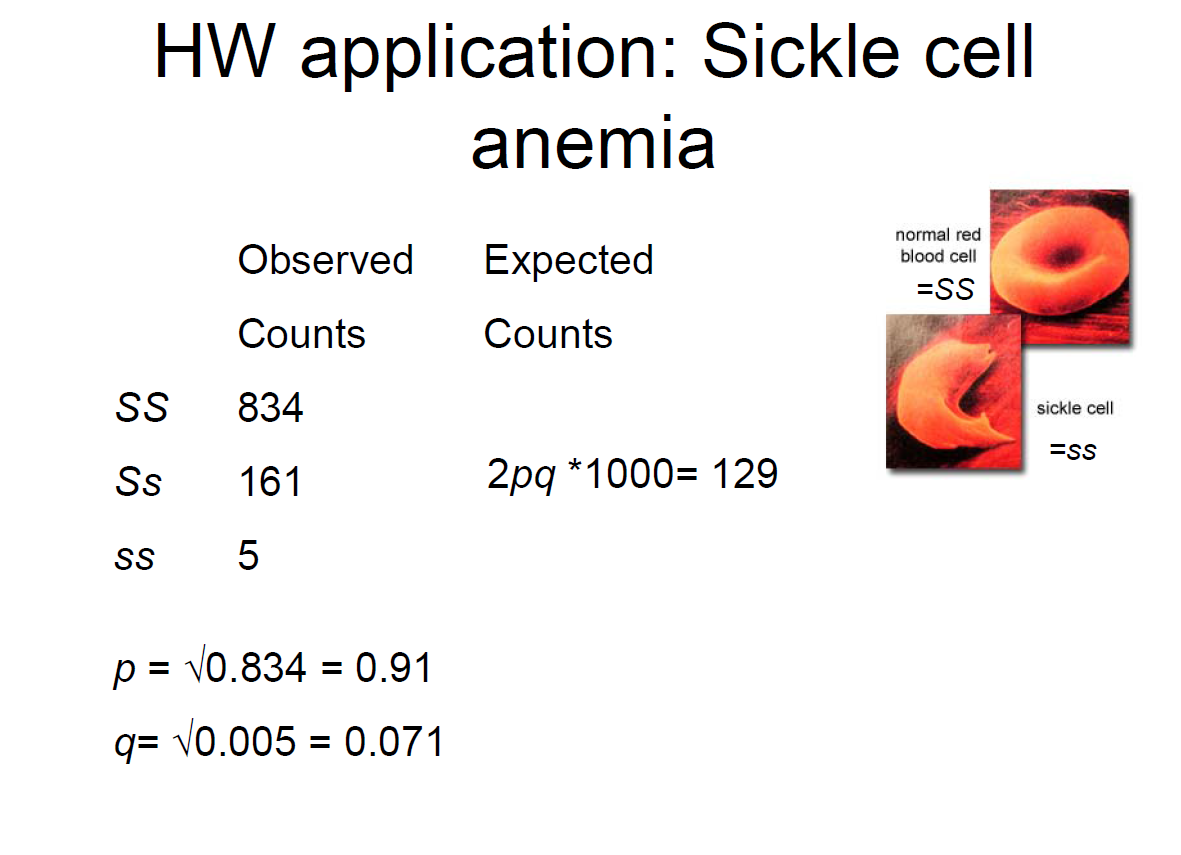 HW application: Sickle cell
anemia
Observed Expected
Counts Counts
SS 834
Ss 161 2pq *1000= 129
ss 5
p = √0.834 = 0.91
q= √0.005 = 0.071
normal red
blood cell
=SS
sickle cell
=ss